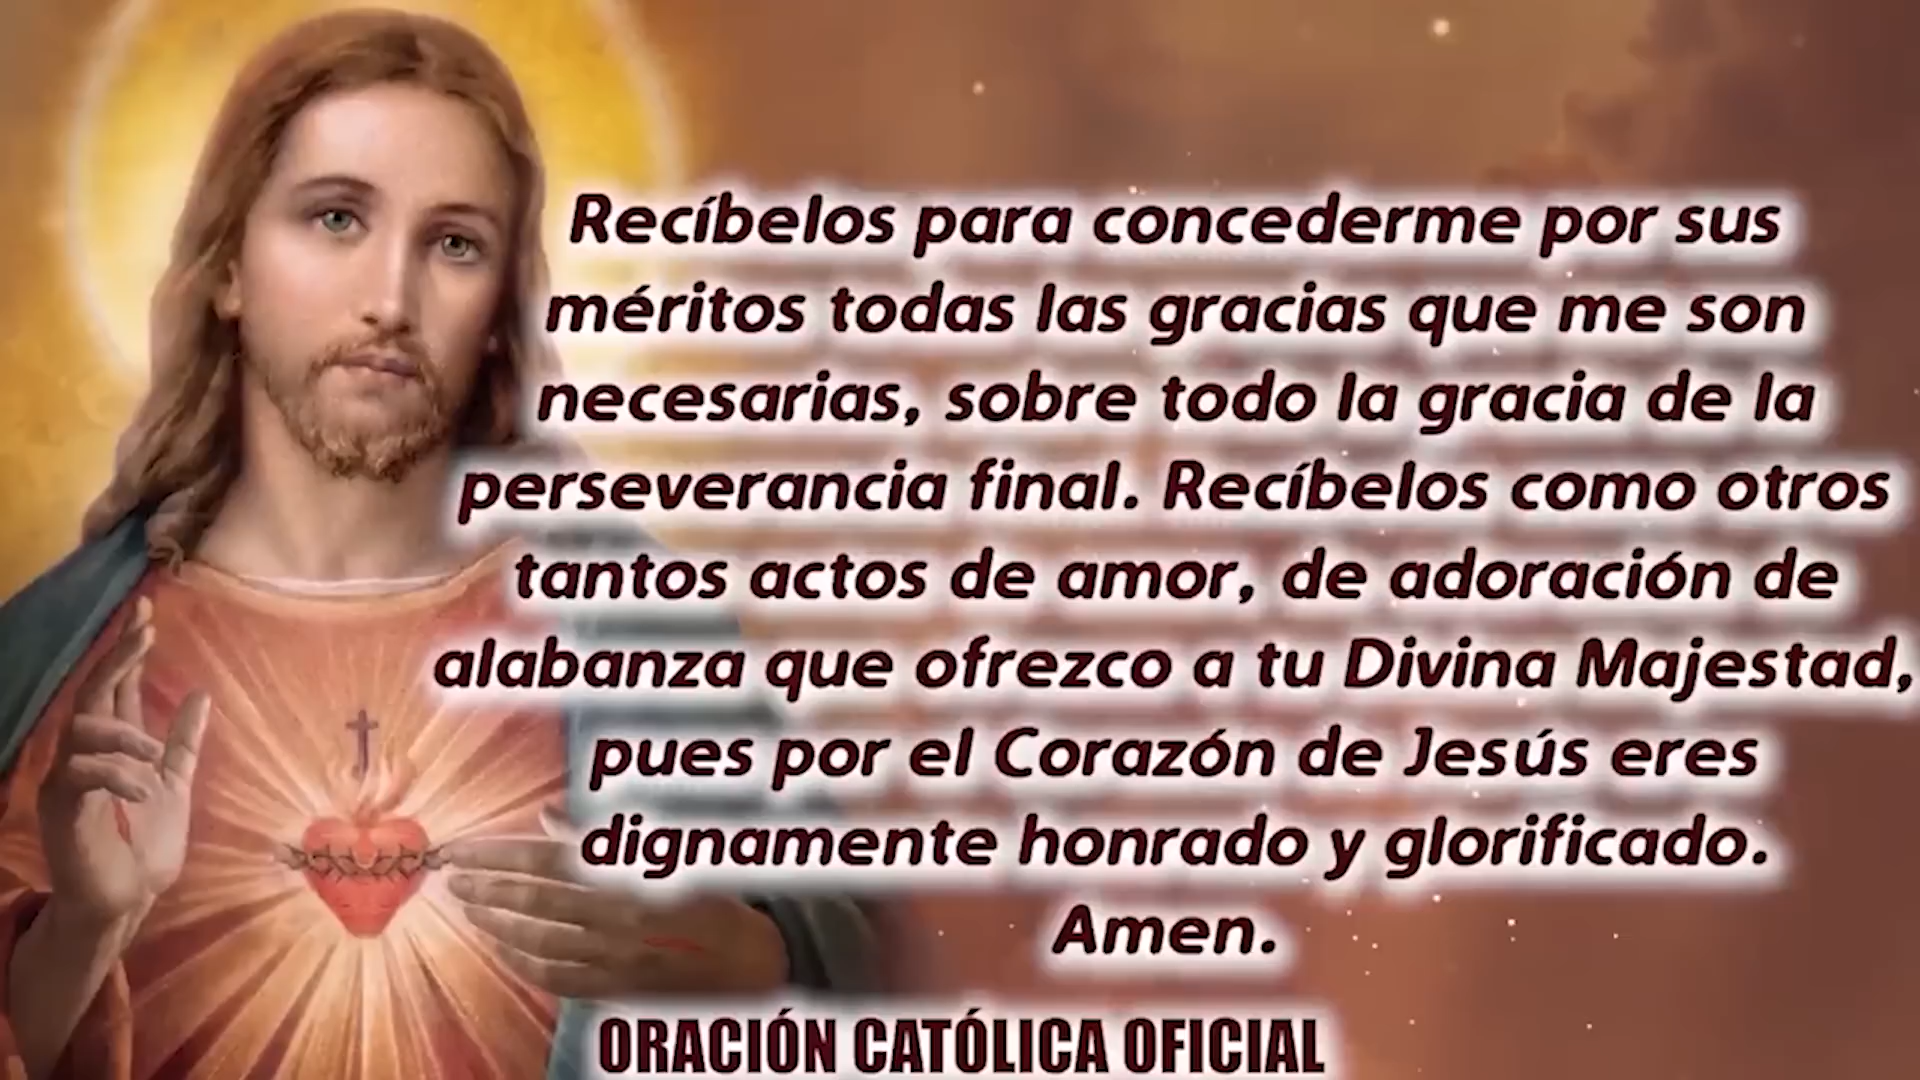 Recíbelos para concederme por sus
méritos todas las gracias que me son
necesarias, sobre todo la gracia de la
perseverancia final. Recíbelos como otros
tantos actos de amor, de adoración de
alabanza que ofrezco a tu Divina Majestad,
pues por el Corazón de Jesús eres
dignamente honrado y glorificado.
Amen.
ORACIÓN CATÓLICA OFICIAL